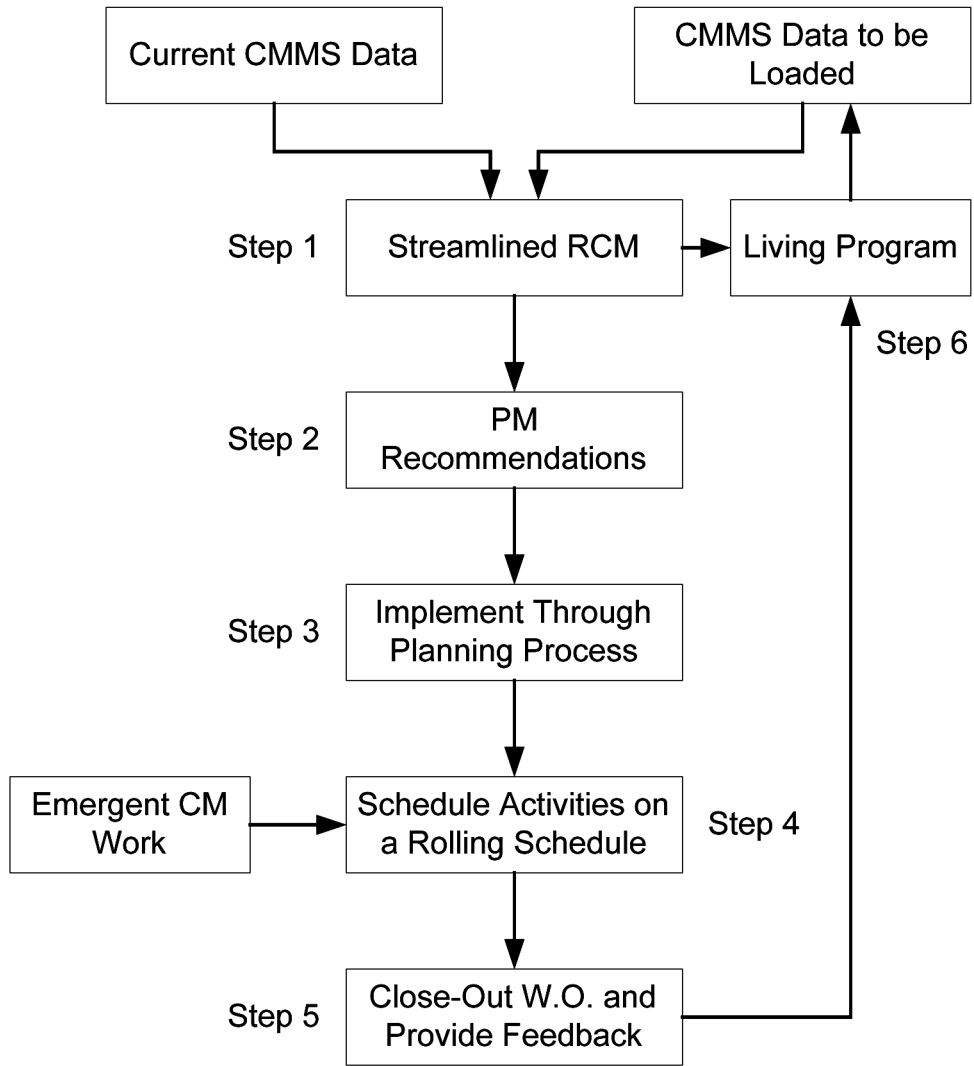 Current CMMS Data
CMMS Data to be
Loaded
Step 1
Streamlined RCM
Living Program
Step 6
Step 2
PM
Recommendations
Step 3
Implement Through
Planning Process
Emergent CM
Work
Schedule Activities on
a Rolling Schedule
Step 4
Step 5
Close-Out W.O. and
Provide Feedback